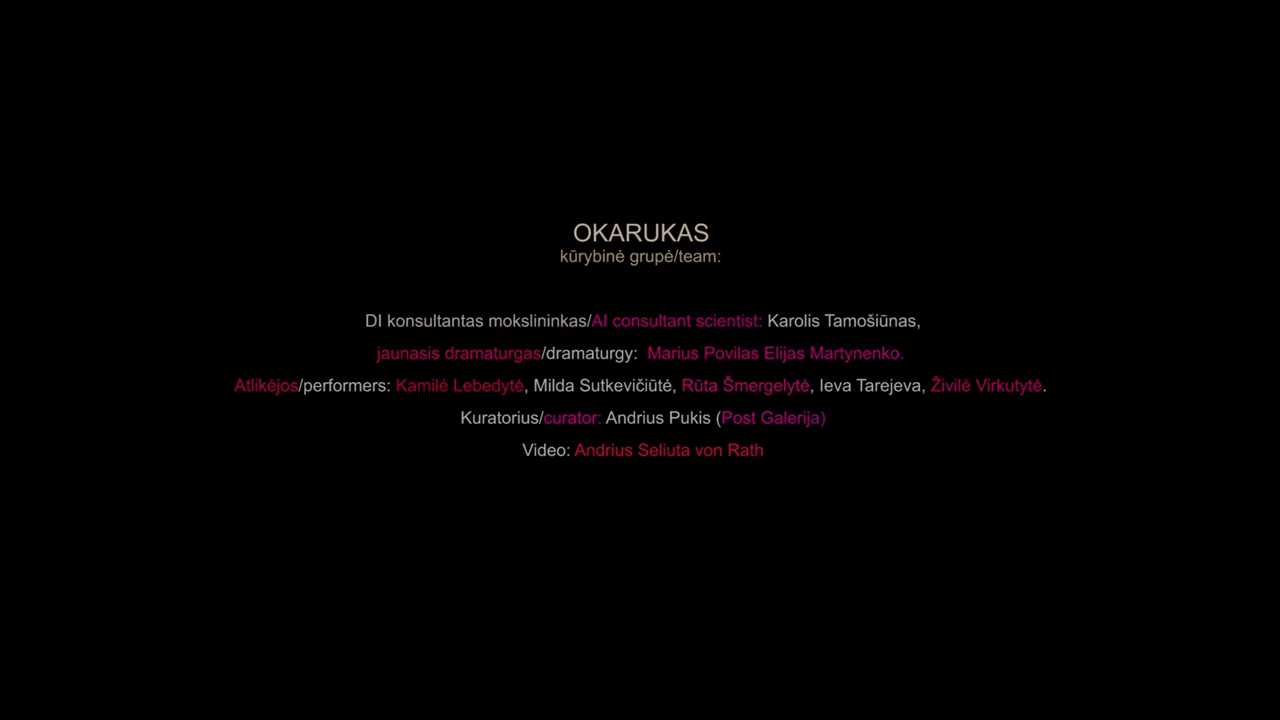 OKARUKAS
kūrybinė grupė/team:
DI konsultantas mokslininkas/AI consultant scientist: Karolis Tamošiūnas,
jaunasis dramaturgas/dramaturgy: Marius Povilas Elijas Martynenko.
Atlikėjos/performers: Kamilė Lebedytė, Milda Sutkevičiūtė, Rūta Šmergelytė, Ieva Tarejeva, Živilė Virkutytė.
Kuratorius/curator: Andrius Pukis (Post Galerija)
Video: Andrius Seliuta von Rath